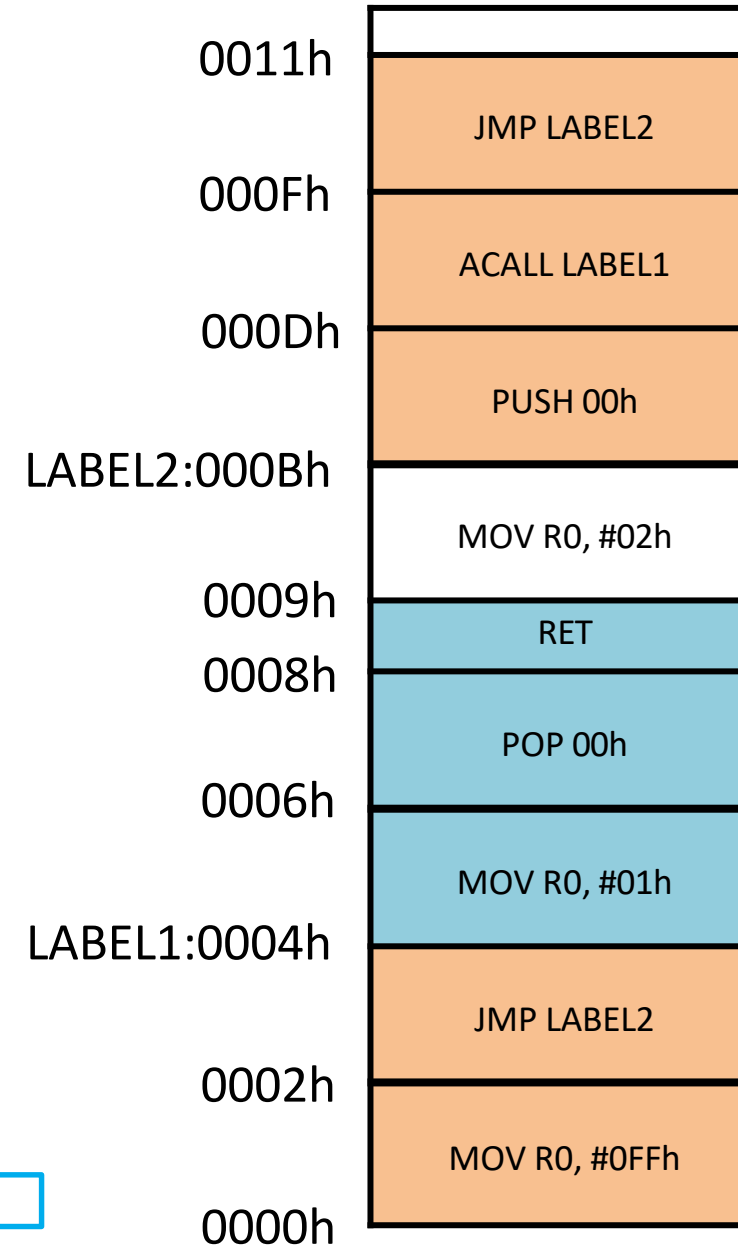 0011h
JMP LABEL2
000Fh
ACALL LABEL1
000Dh
PUSH 00h
LABEL2:000Bh
MOV R0, #02h
0009h
RET
0008h
POP 00h
0006h
MOV R0, #01h
LABEL1:0004h
JMP LABEL2
0002h
MOV R0, #0FFh
0000h